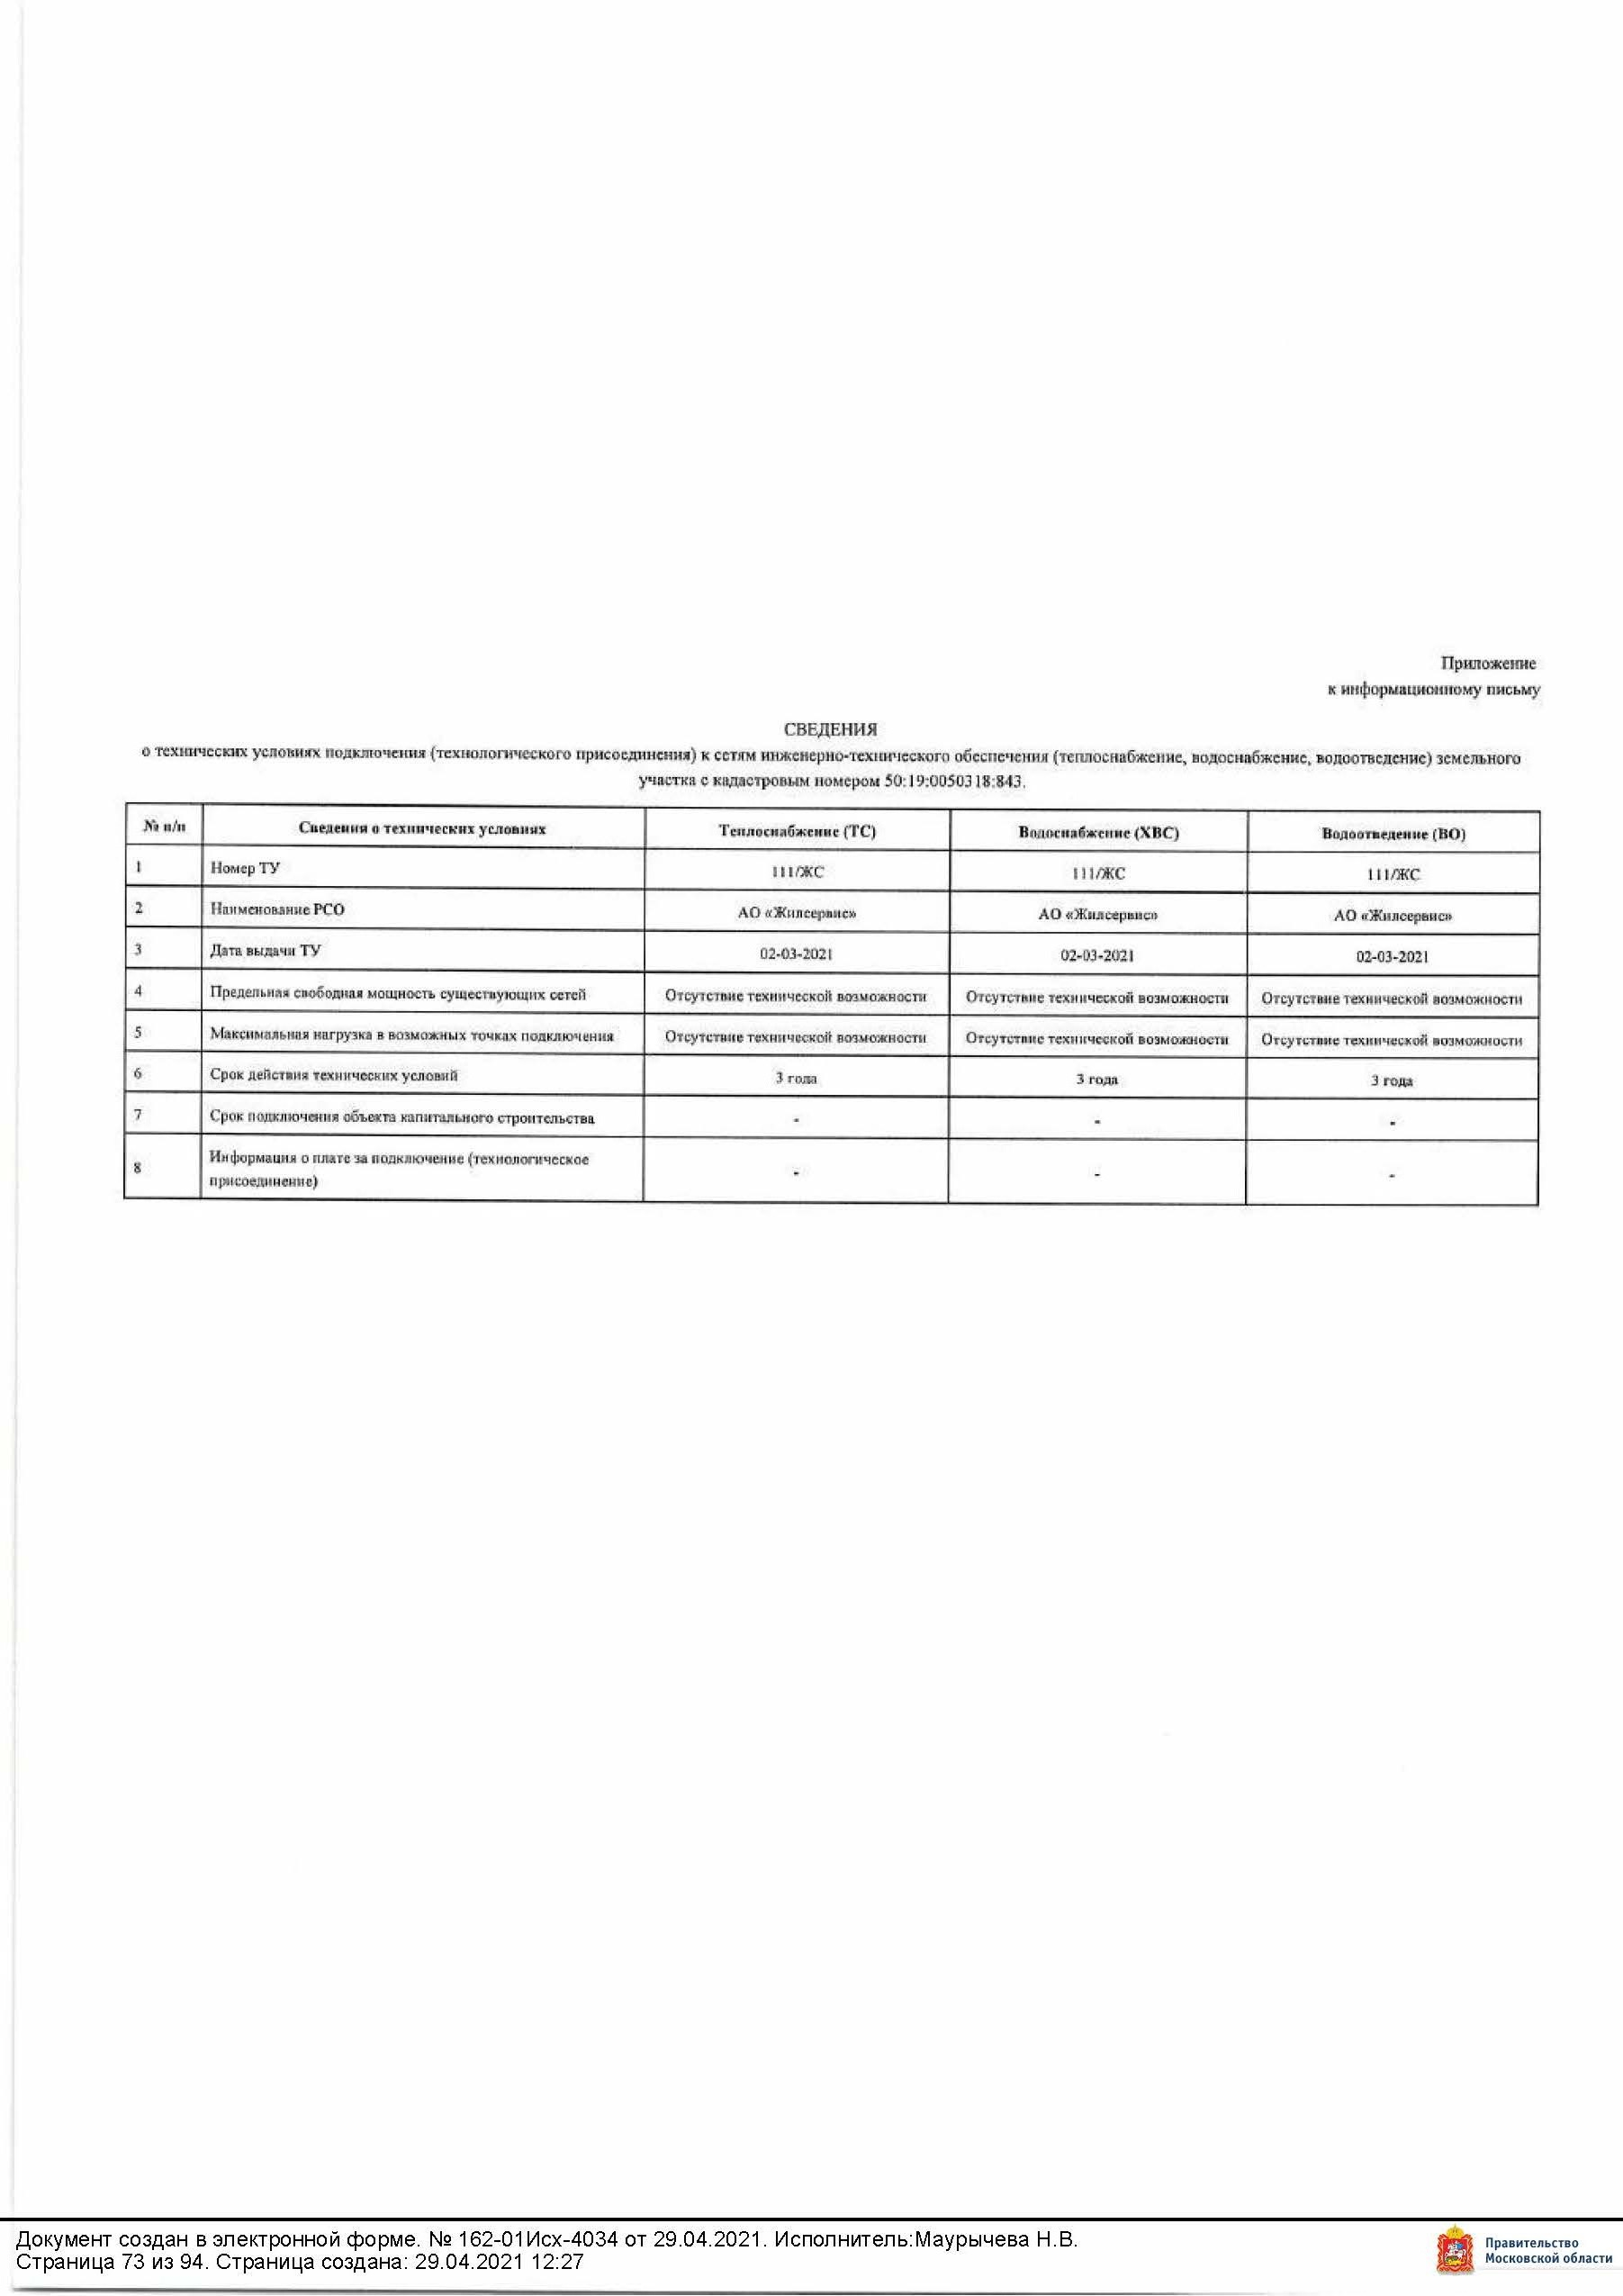 Приложение
к информационному письму
СВЕДЕНИЯ
о технических условиях подключения (технологического присоединения) к сетям инженерно-технического обеспечения (теплоснабжение, водоснабжение, водоотведение) земельного
участка с кадастровым номером 50:19:0050318:843.
№ п/п Сведения о технических условиях Теплоснабжение (ТС) Водоснабжение (ХВС) Водоотведение (ВО)
1 Номер ТУ 111/ЖС 111/ЖС 111/ЖС
2 Наименование РСО АО «Жилсервис» АО «Жилсервис» АО «Жилсервис»
3 Дата выдачи ТУ 02-03-2021 02-03-2021 02-03-2021
4 Предельная свободная мощность существующих сетей Отсутствие технической возможности Отсутствие технической возможности Отсутствие технической возможности
5 Максимальная нагрузка в возможных точках подключения Отсутствие технической возможности Отсутствие технической возможности Отсутствие технической возможности
6 Срок действия технических условий 3 года 3 года 3 года
7 Срок подключения объекта капитального строительства - - -
8 Информация о плате за подключение (технологическое
присоединение) - - -
Документ создан в электронной форме. № 162-01Исх-4034 от 29.04.2021. Исполнитель:Маурычева Н.В.
Страница 73 из 94. Страница создана: 29.04.2021 12:27
Правительство
Московской области